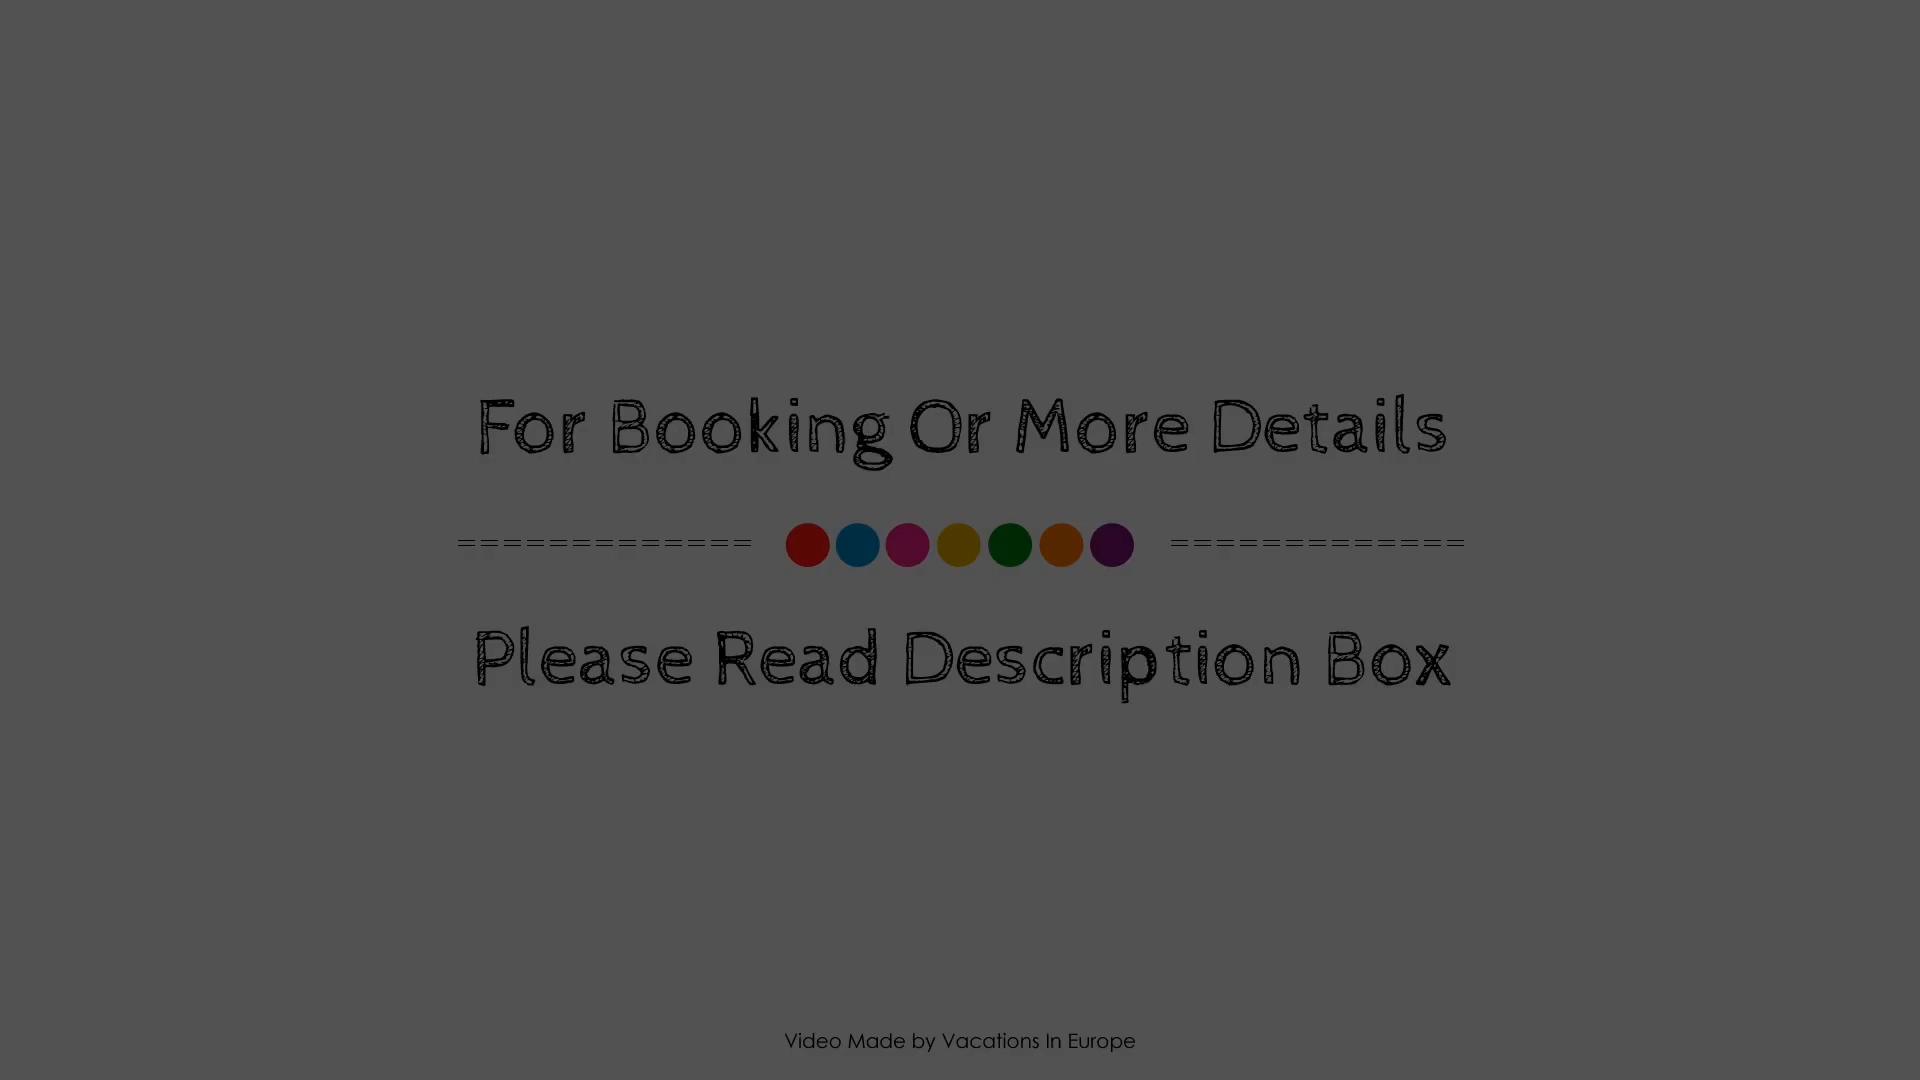 For Booking Or More Details
============= =============
Please Read Description Box
Video Made by Vacations In Europe